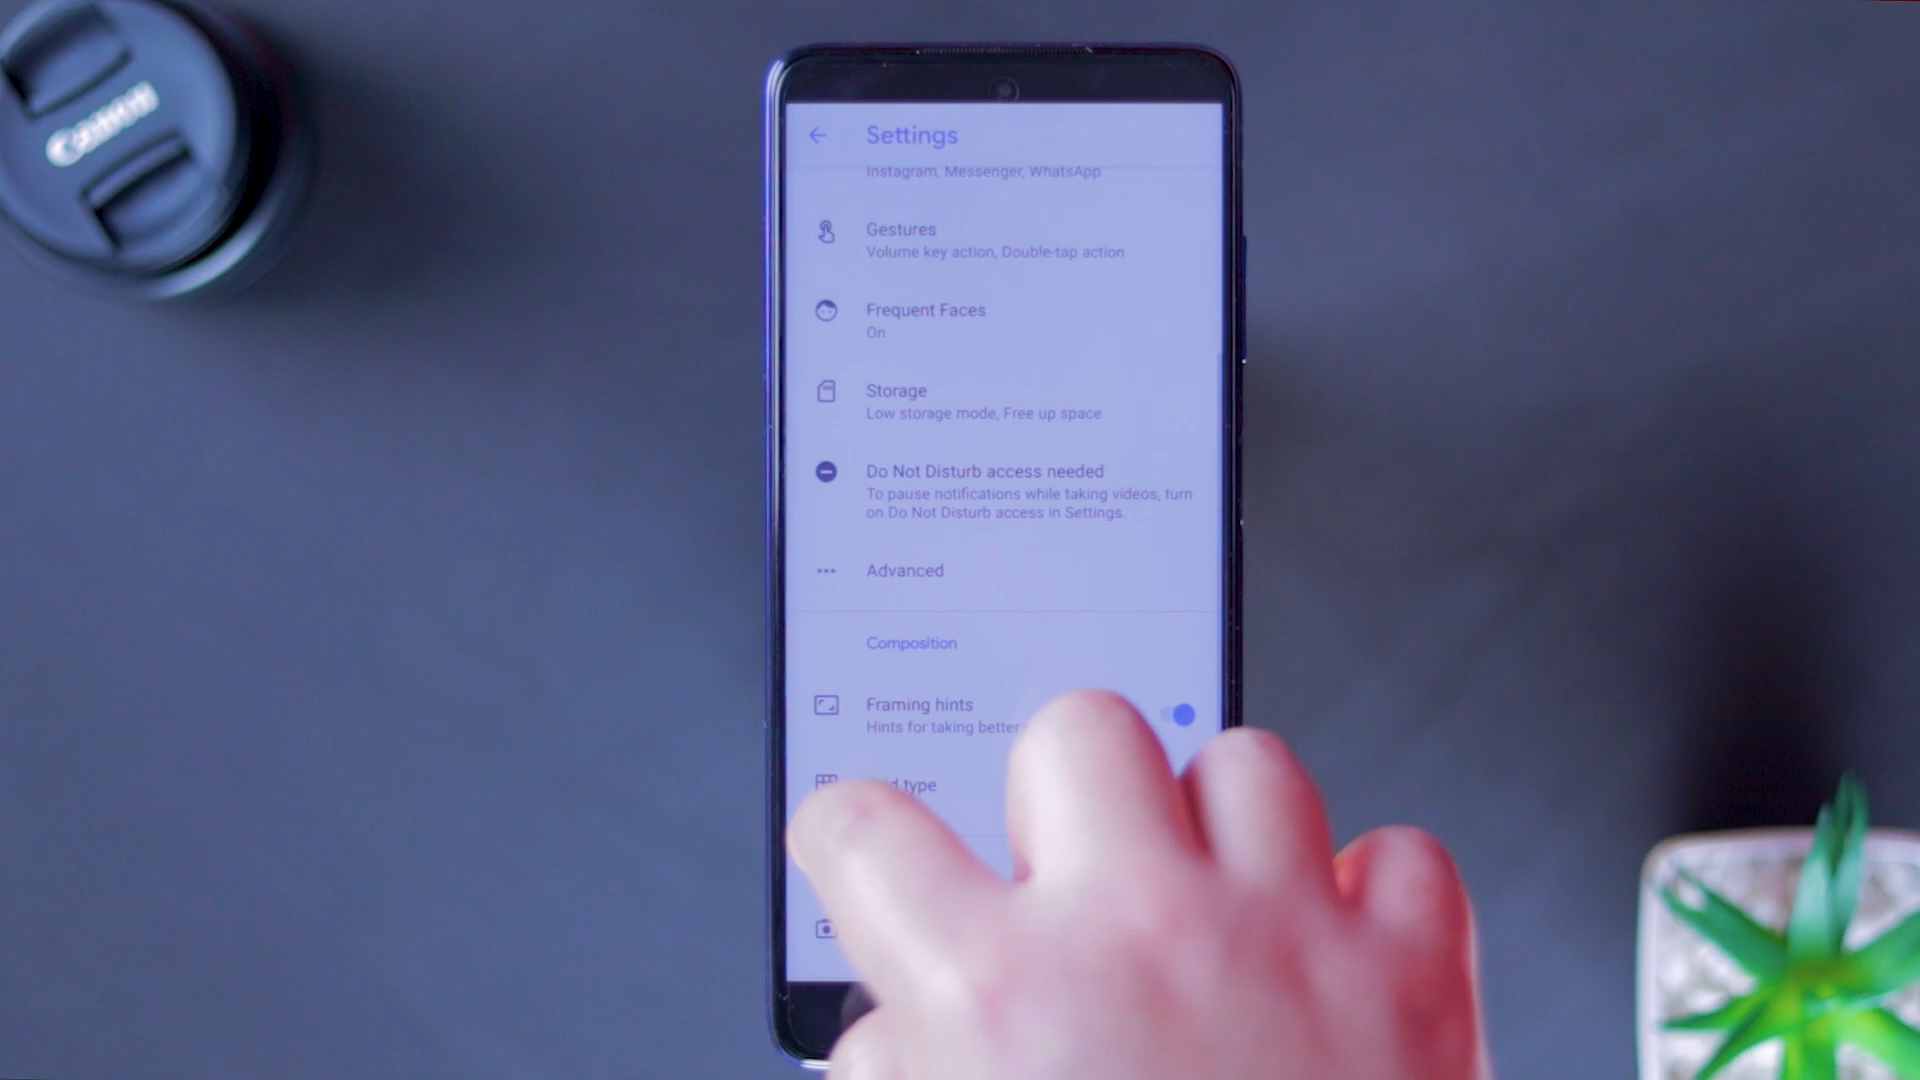 Canon
Settings
Instagram, Messenger, WhatsApp
Gestures
Volume key action, Double-tap action
Frequent Faces
On
Storage
Low storage mode, Free up space
Do Not Disturb access needed
To pause notifications while taking videos, turn
on Do Not Disturb access in Settings.
Advanced
Composition
Framing hints
Hints for taking better
type